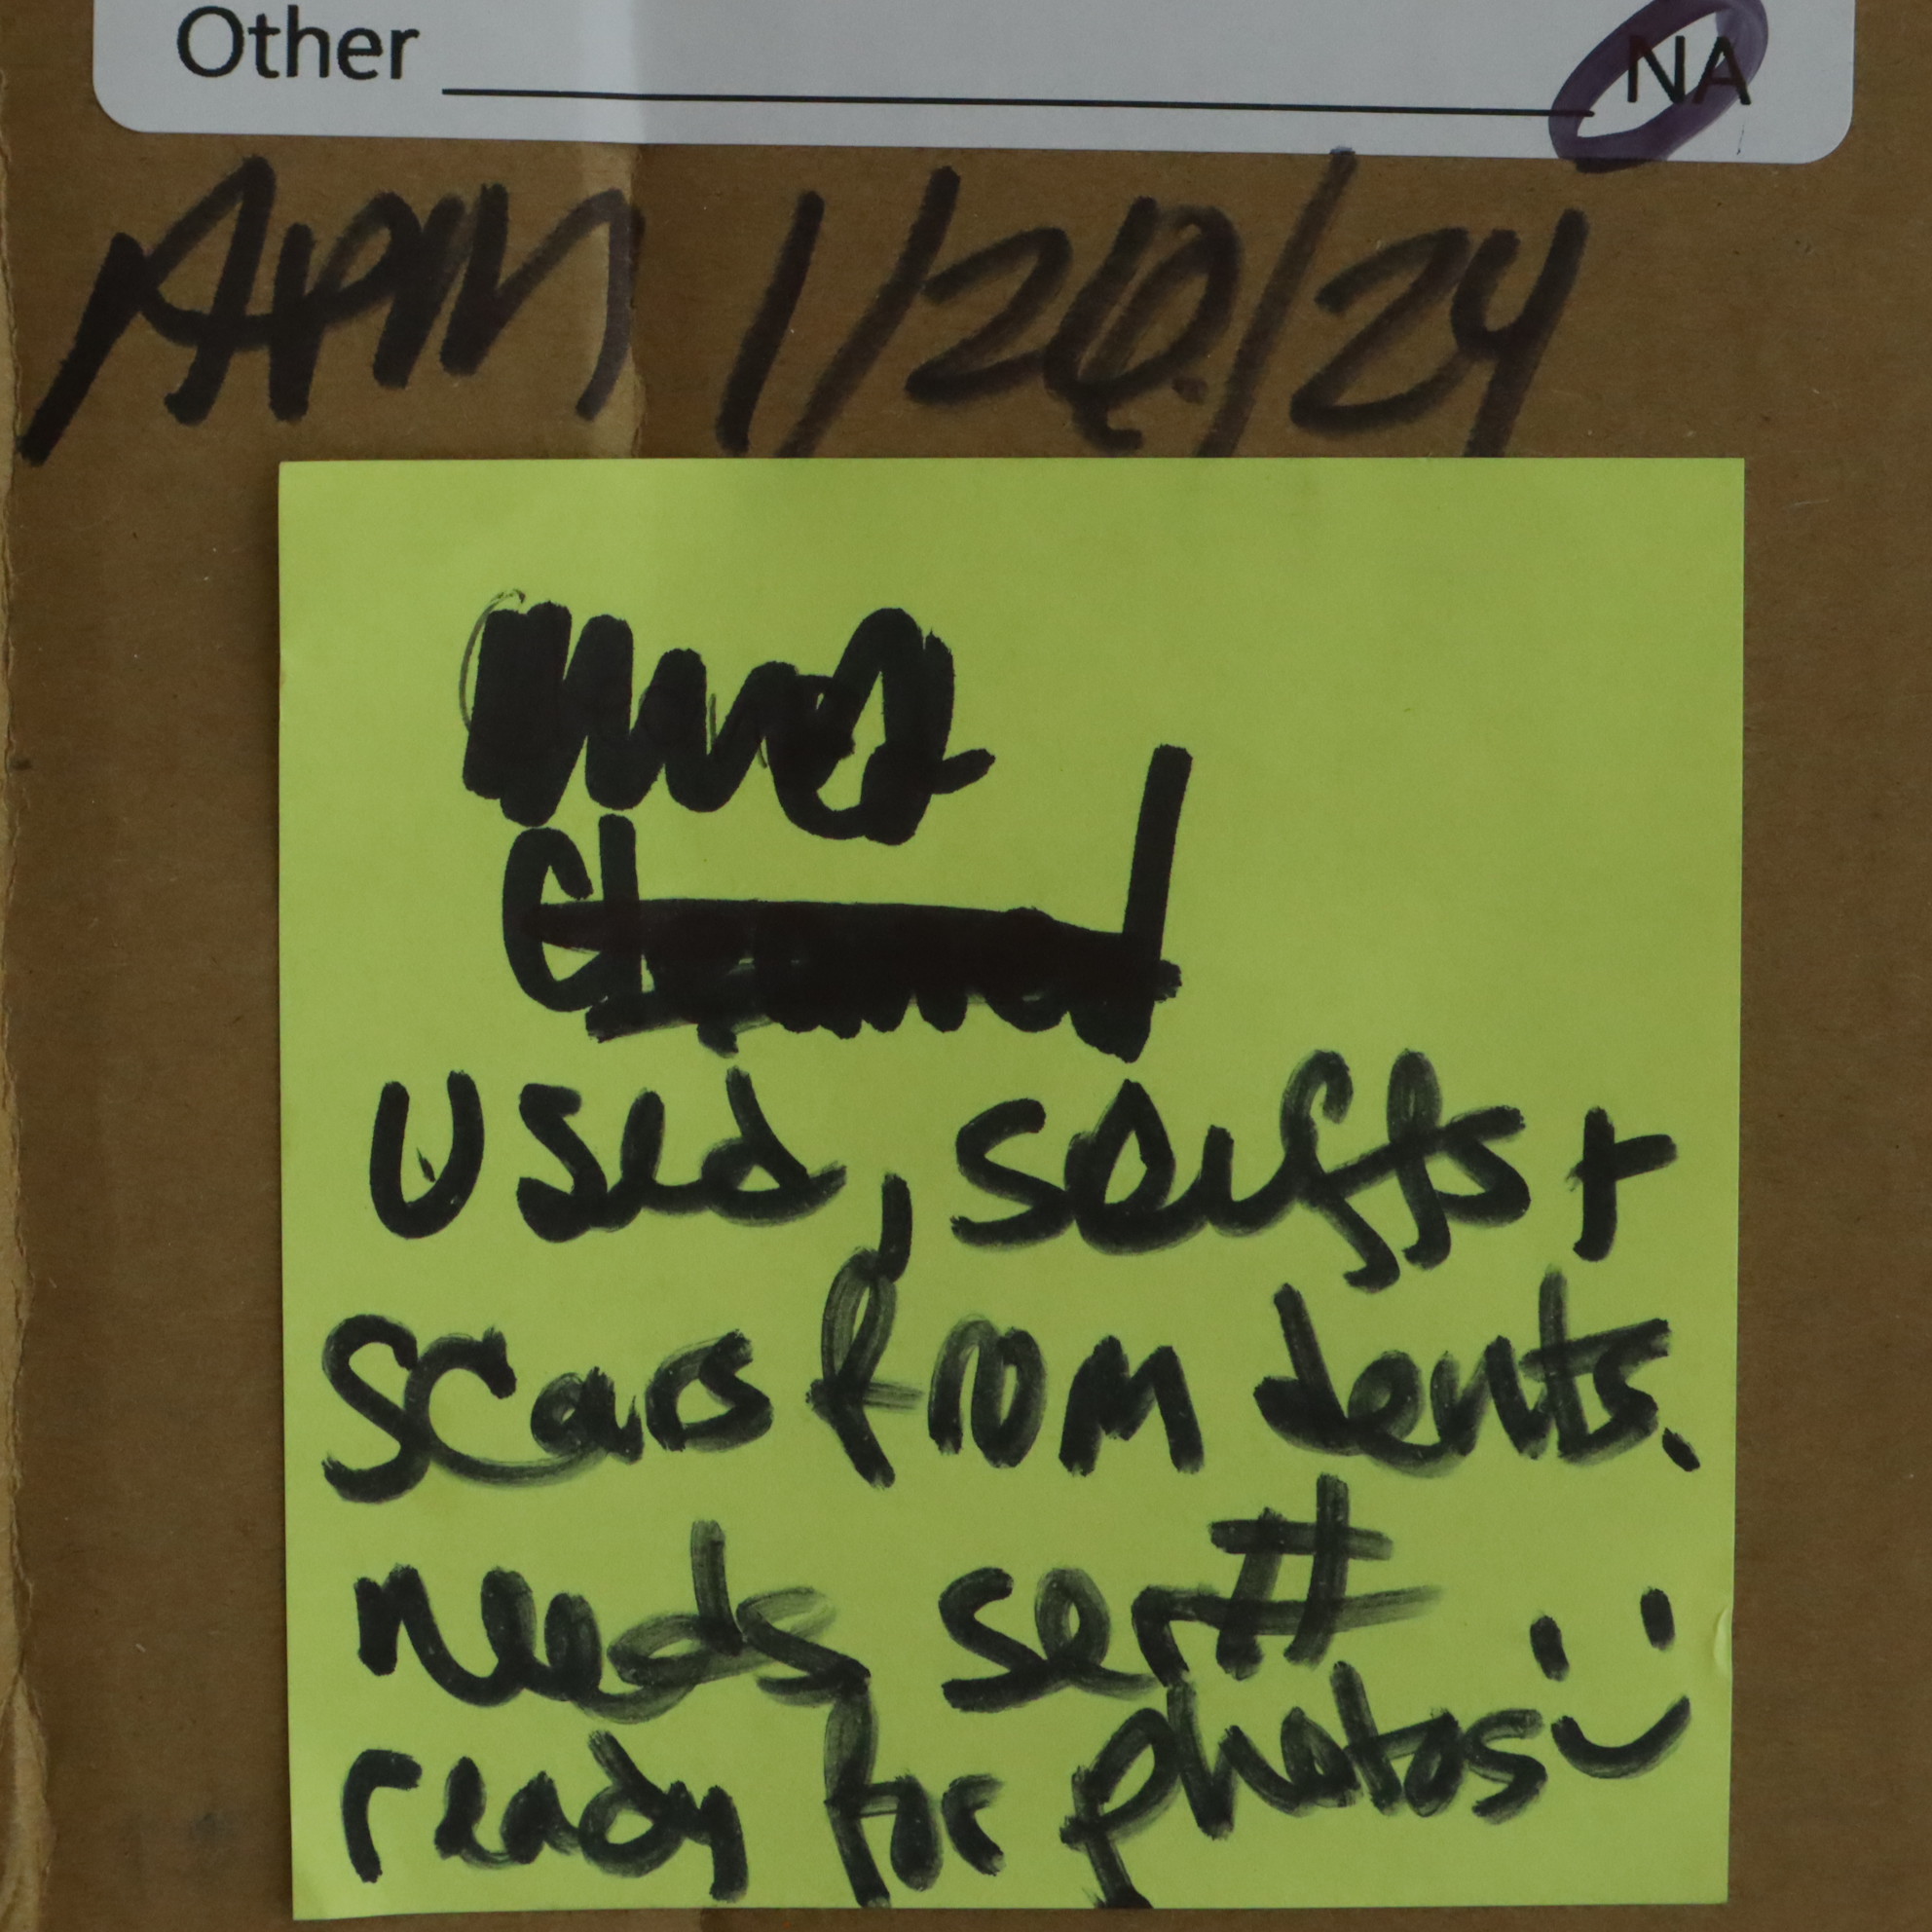 Other NA
APM 1/20/24
Used, scuffs +
scars from dents.
Needs ser#
ready for photos :)